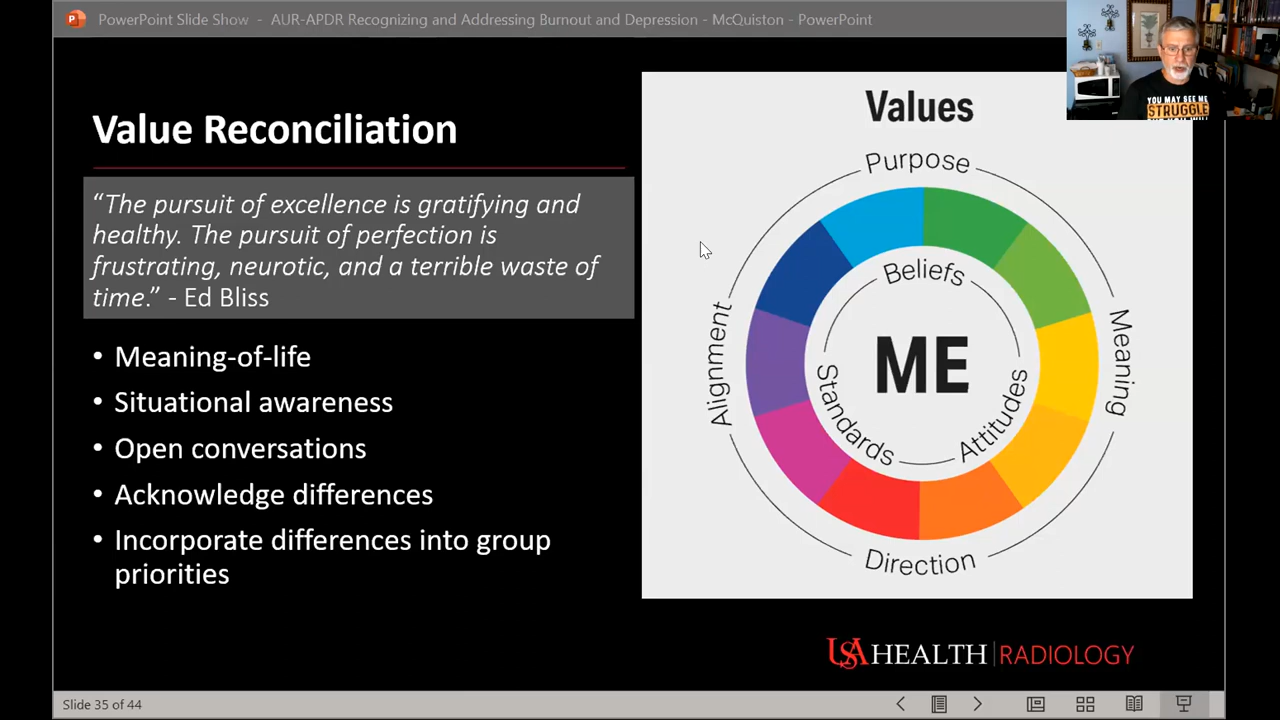 PowerPoint Slide Show - AUR-APDR Recognizing and Addressing Burnout and Depression - McQuiston - PowerPoint
YOU MAY SEE ME
STRUGGLE
Value Reconciliation
“The pursuit of excellence is gratifying and
healthy. The pursuit of perfection is
frustrating, neurotic, and a terrible waste of
time.” - Ed Bliss
• Meaning-of-life
• Situational awareness
• Open conversations
• Acknowledge differences
• Incorporate differences into group
priorities
Values
Purpose
Beliefs
Alignment
ME
Meaning
Standards
Attitudes
Direction
USA HEALTH | RADIOLOGY
Slide 35 of 44